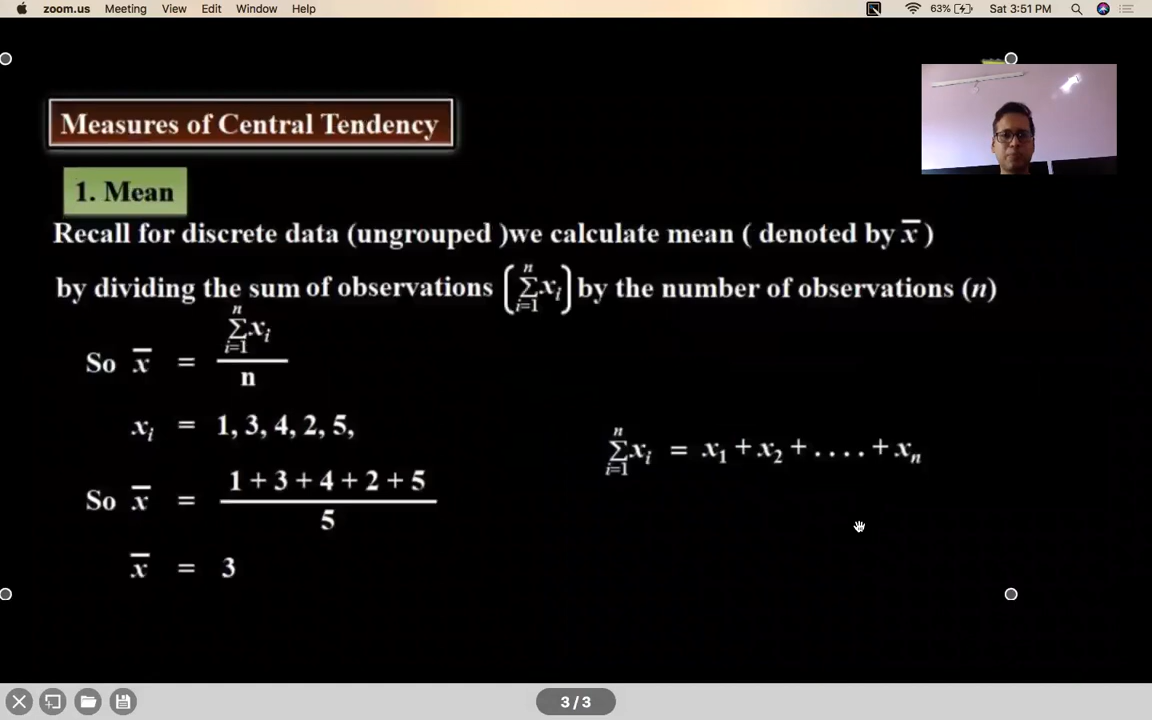 zoom.us Meeting View Edit Window Help 63% Sat 3:51 PM
Measures of Central Tendency
1. Mean
Recall for discrete data (ungrouped )we calculate mean ( denoted by x̅ )
by dividing the sum of observations (∑ᵢ₌₁ⁿ xᵢ) by the number of observations (n)
So x̅ = ∑ᵢ₌₁ⁿ xᵢ / n
xᵢ = 1, 3, 4, 2, 5,
∑ᵢ₌₁ⁿ xᵢ = x₁ + x₂ + . . . . + xₙ
So x̅ = 1 + 3 + 4 + 2 + 5 / 5
x̅ = 3
3 / 3